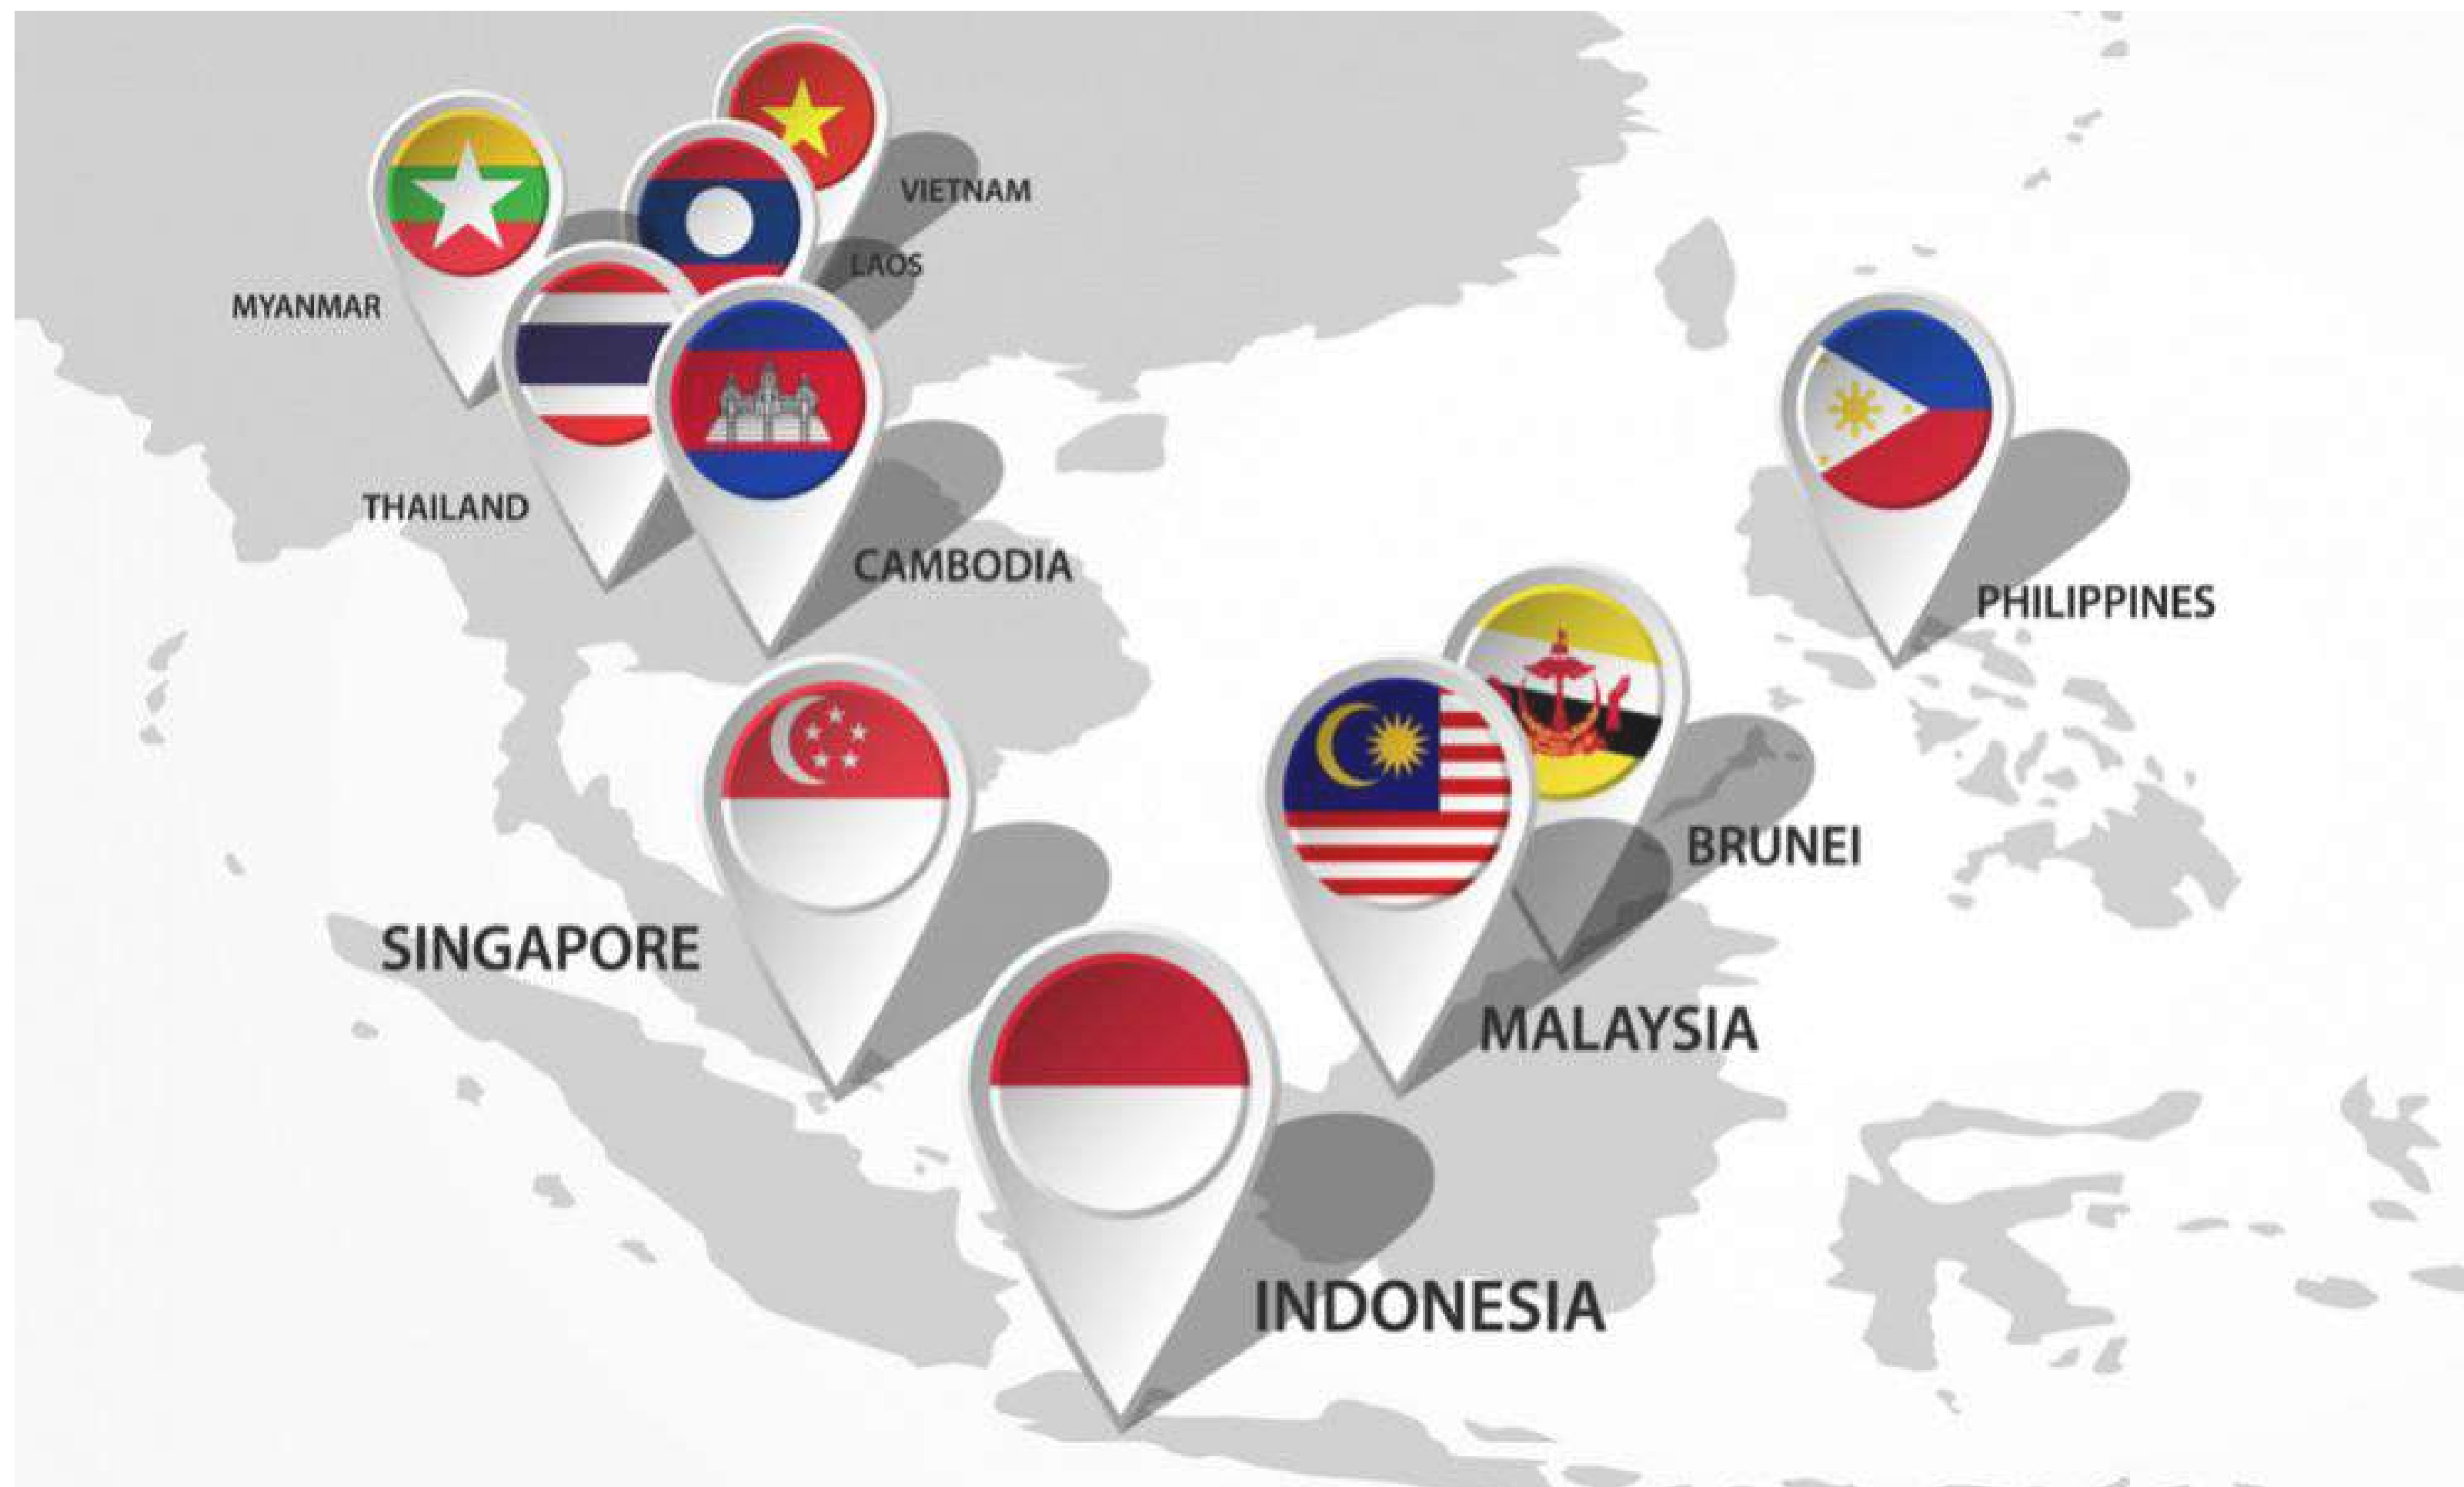 VIETNAM
LAOS
MYANMAR
THAILAND
CAMBODIA
PHILIPPINES
BRUNEI
SINGAPORE
MALAYSIA
INDONESIA